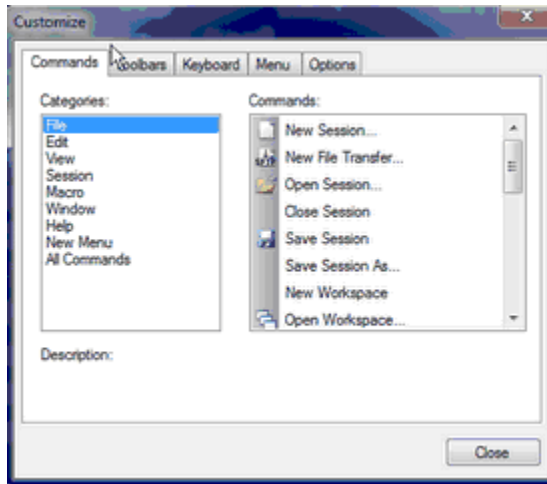 Customize
Commands Toolbars Keyboard Menu Options
Categories:
File
Edit
View
Session
Macro
Window
Help
New Menu
All Commands
Commands:
New Session...
New File Transfer...
Open Session...
Close Session
Save Session
Save Session As...
New Workspace
Open Workspace...
Description:
Close